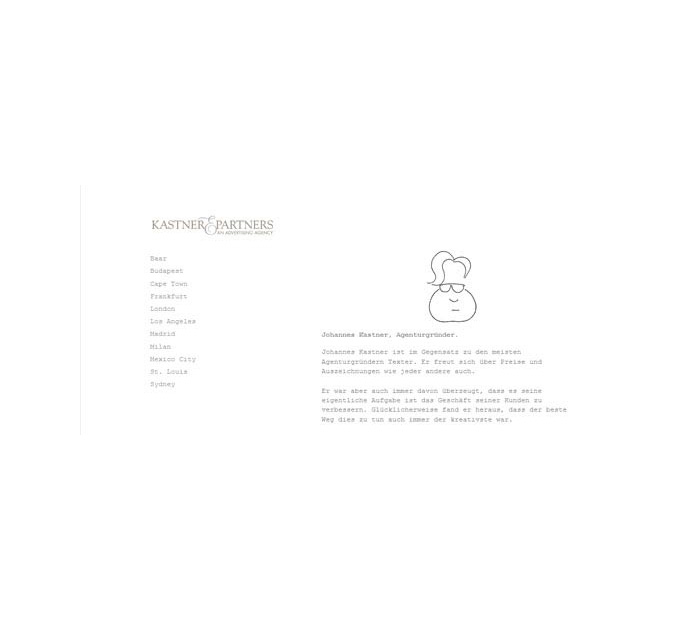 KASTNER & PARTNERS
AN ADVERTISING AGENCY
Baar
Budapest
Cape Town
Frankfurt
London
Los Angeles
Madrid
Milan
Mexico City
St. Louis
Sydney
Johannes Kastner, Agenturgründer.
Johannes Kastner ist im Gegensatz zu den meisten
Agenturgründern Texter. Er freut sich über Preise und
Auszeichnungen wie jeder andere auch.
Er war aber auch immer davon überzeugt, dass es seine
eigentliche Aufgabe ist das Geschäft seiner Kunden zu
verbessern. Glücklicherweise fand er heraus, dass der beste
Weg dies zu tun auch immer der kreativste war.